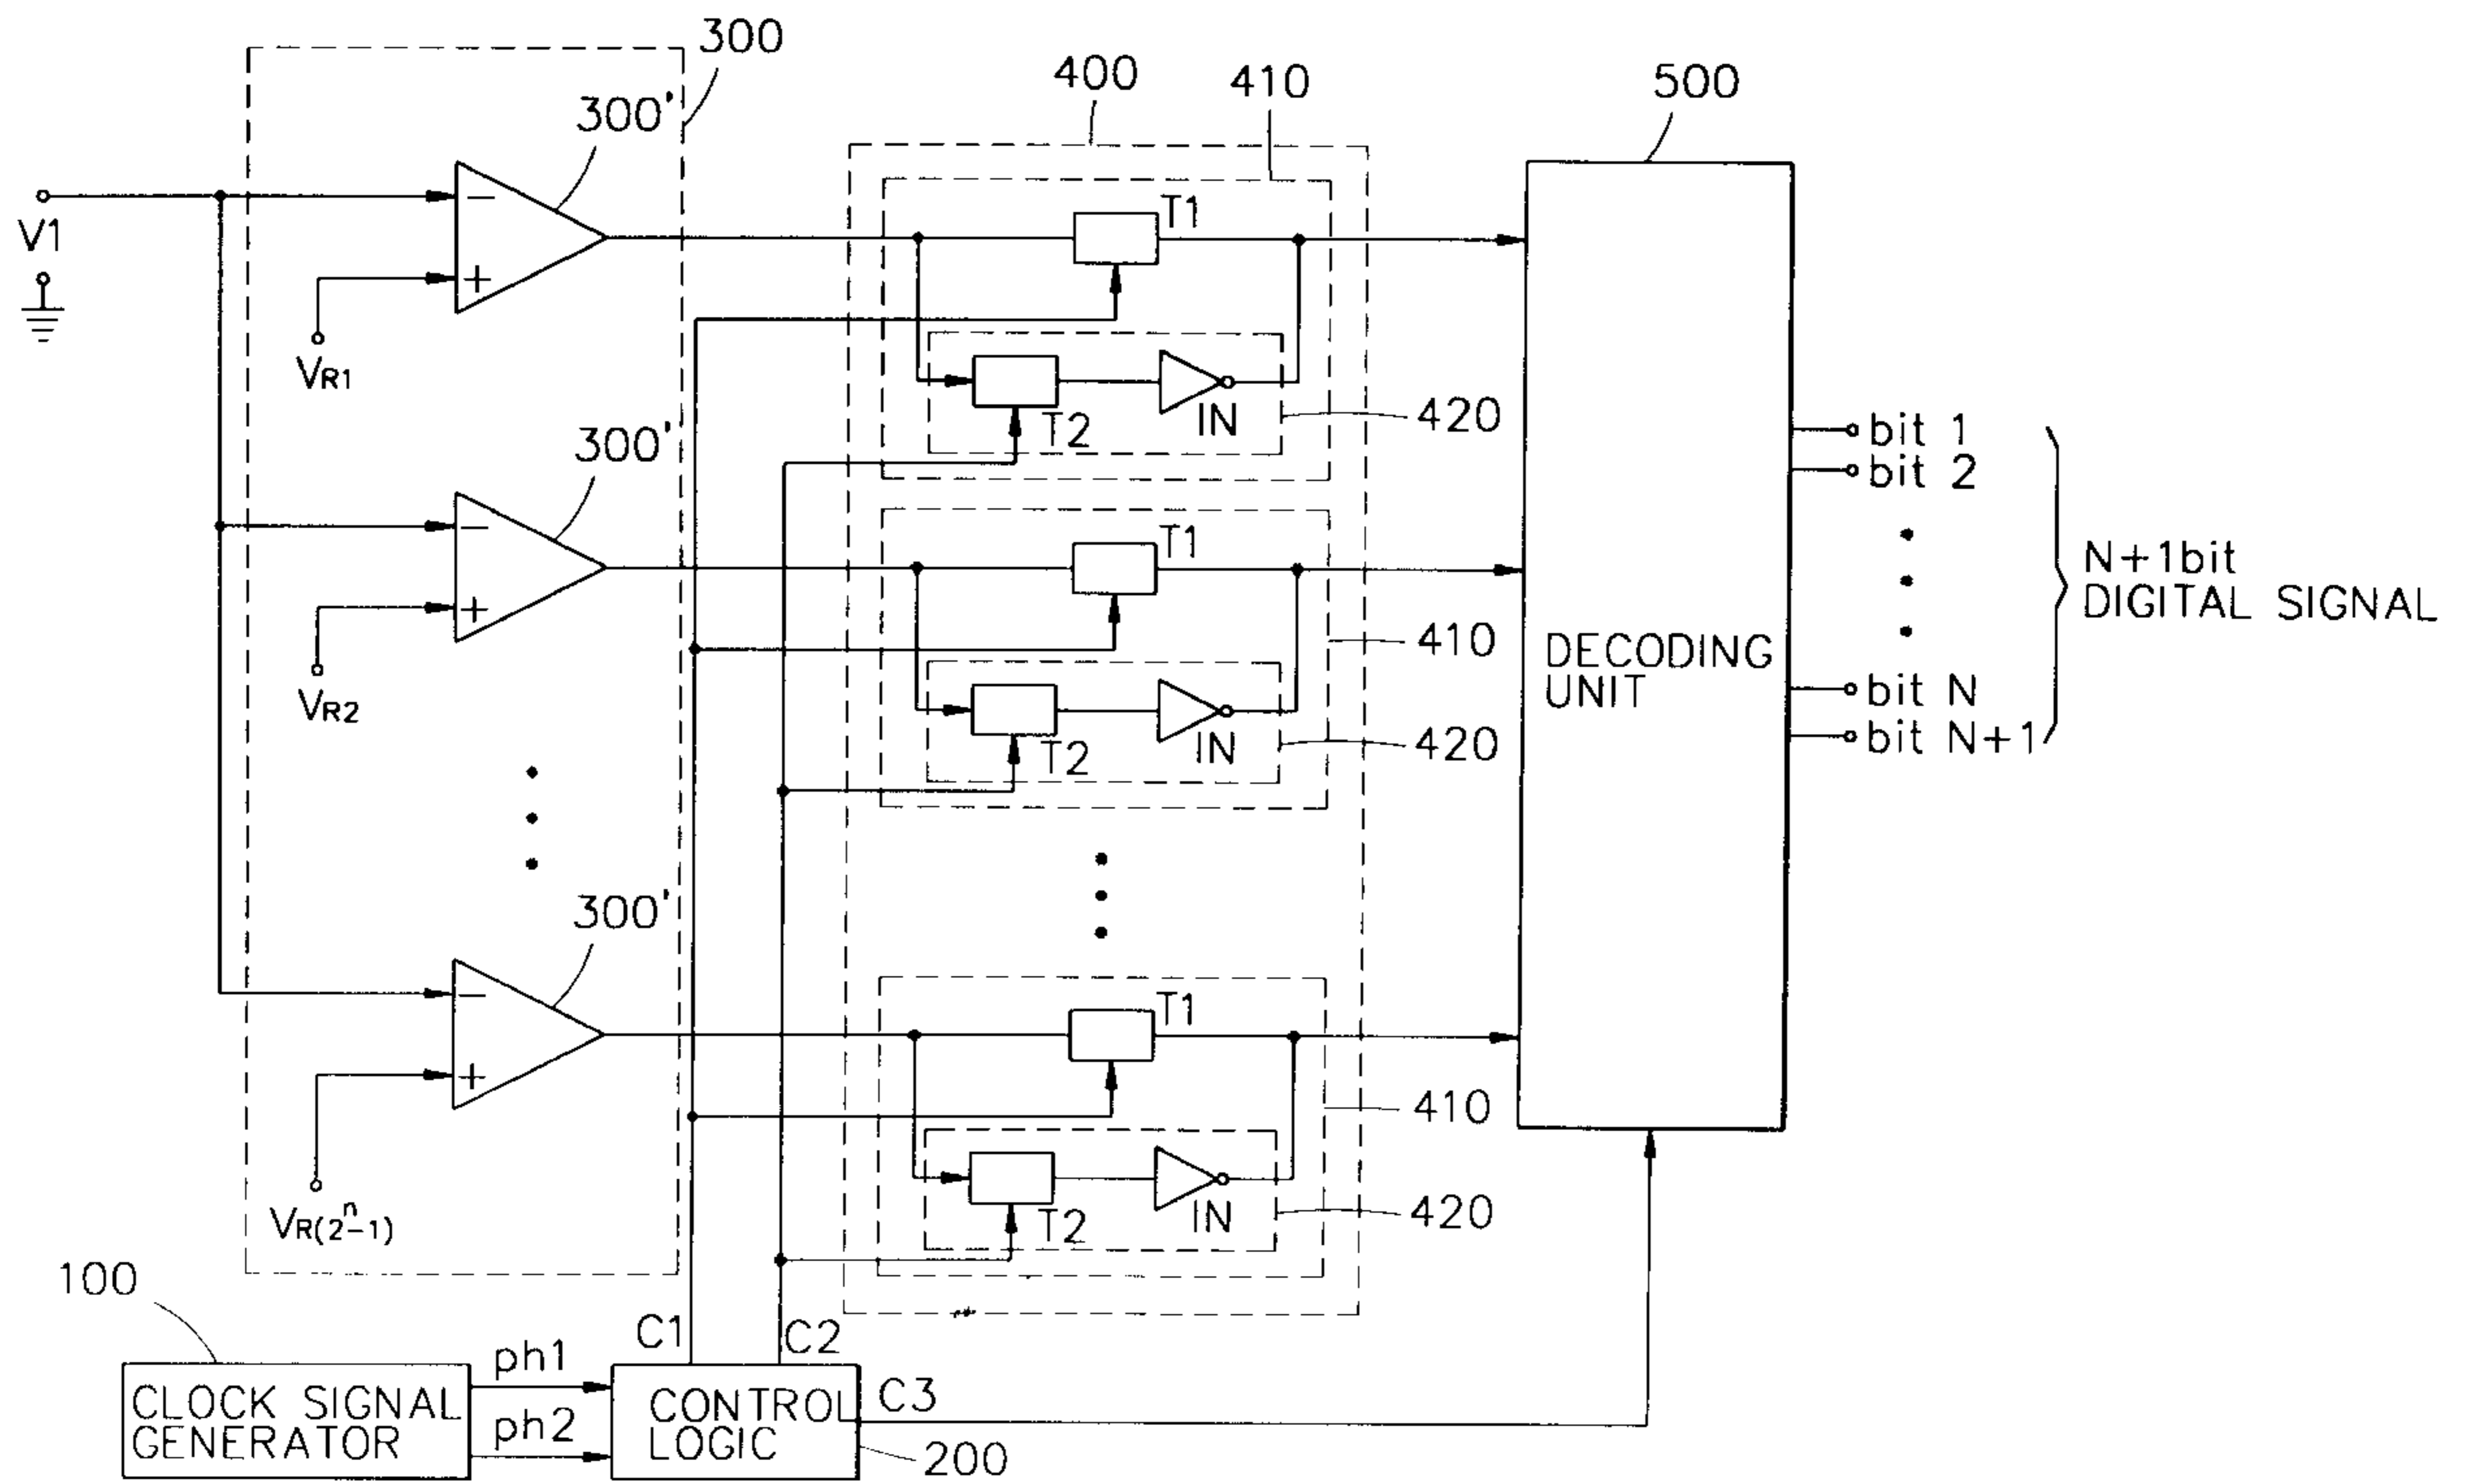 300
400
410
500
300'
T1
−
V1
+
VR1
T2
IN
420
300'
bit 1
bit 2
T1
−
N+1bit
DIGITAL SIGNAL
+
410
DECODING
UNIT
VR2
bit N
T2
IN
420
bit N+1
300'
T1
−
+
410
VR(2ⁿ-1)
T2
IN
420
100
C1
C2
ph1
CLOCK SIGNAL
GENERATOR
ph2
CONTROL
LOGIC
C3
200